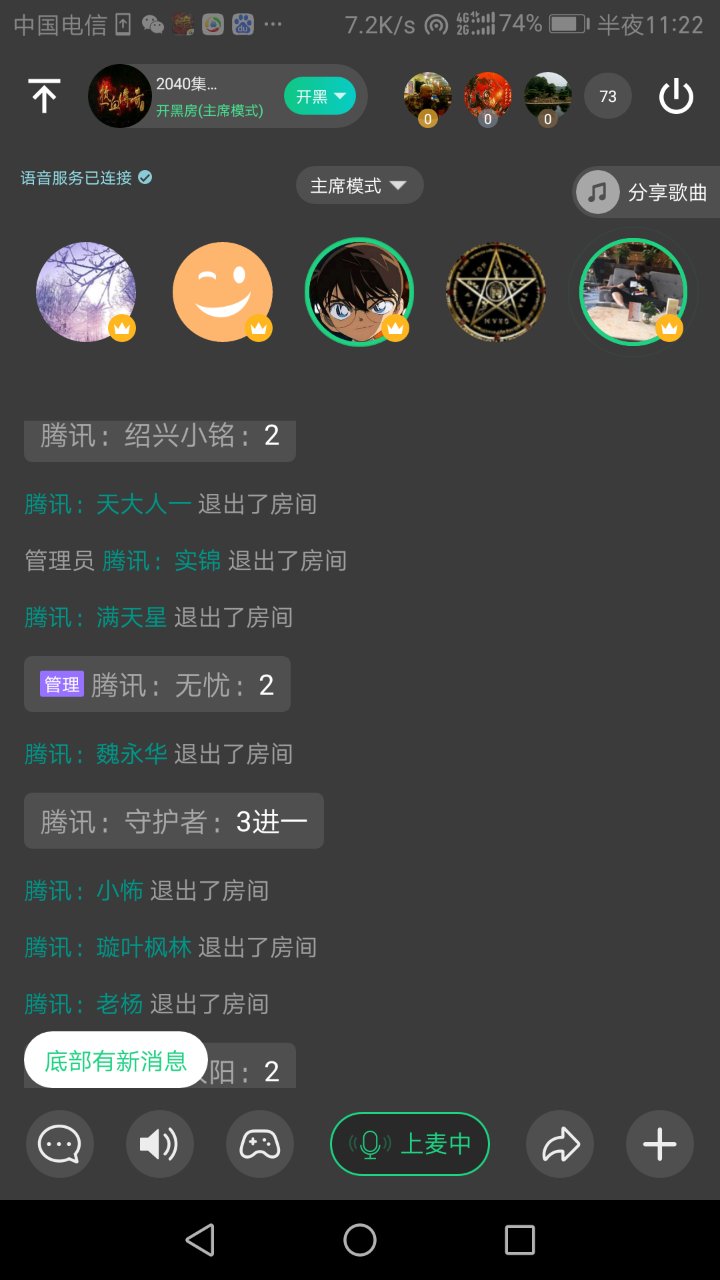 中国电信 7.2K/s 4G 2G 74% 半夜11:22
2040集...
开黑房(主席模式)
开黑
0 0 0 73
语音服务已连接 主席模式 分享歌曲
腾讯：绍兴小铭：2
腾讯：天大人一 退出了房间
管理员 腾讯：实锦 退出了房间
腾讯：满天星 退出了房间
管理 腾讯：无忧：2
腾讯：魏永华 退出了房间
腾讯：守护者：3进一
腾讯：小怖 退出了房间
腾讯：璇叶枫林 退出了房间
腾讯：老杨 退出了房间
底部有新消息 阳：2
上麦中